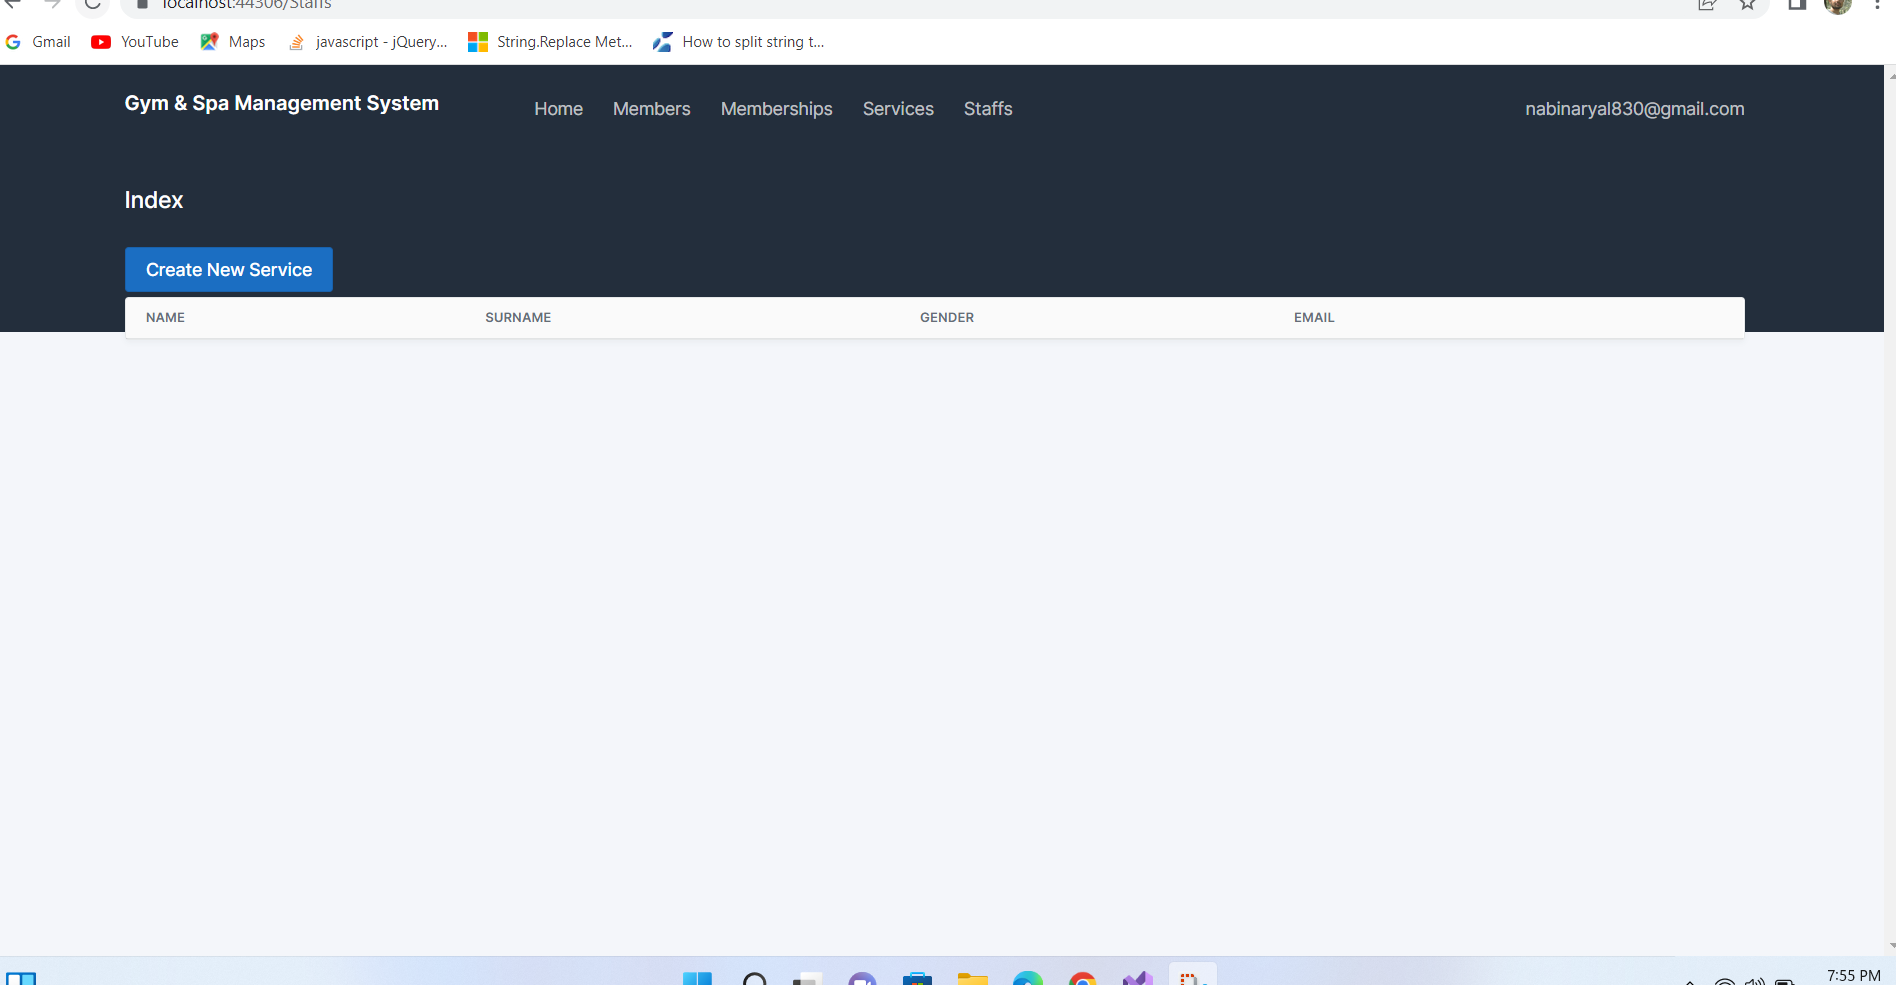 localhost:44306/Staffs
Gmail YouTube Maps javascript - jQuery... String.Replace Met... How to split string t...
Gym & Spa Management System Home Members Memberships Services Staffs nabinaryal830@gmail.com
Index
Create New Service
NAME SURNAME GENDER EMAIL
7:55 PM